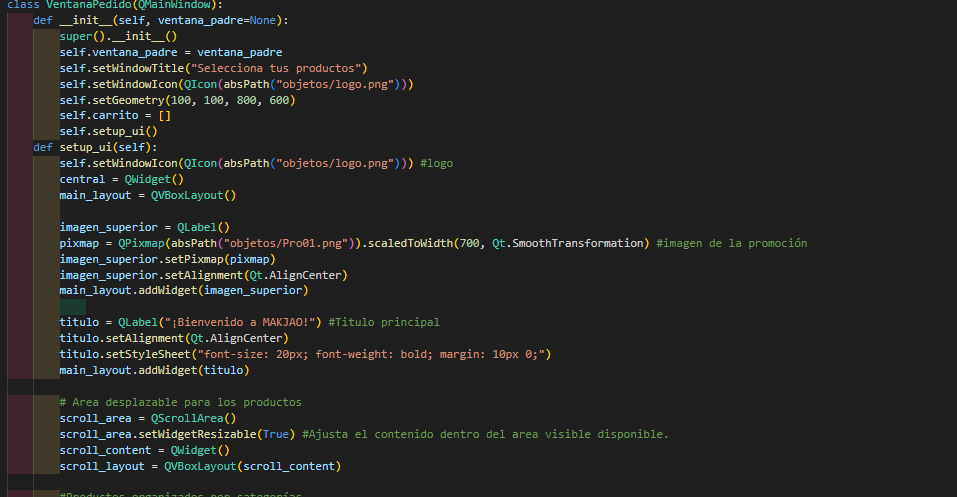 class VentanaPedido(QMainWindow):
    def __init__(self, ventana_padre=None):
        super().__init__()
        self.ventana_padre = ventana_padre
        self.setWindowTitle("Selecciona tus productos")
        self.setWindowIcon(QIcon(absPath("objetos/logo.png")))
        self.setGeometry(100, 100, 800, 600)
        self.carrito = []
        self.setup_ui()
    def setup_ui(self):
        self.setWindowIcon(QIcon(absPath("objetos/logo.png"))) #logo
        central = QWidget()
        main_layout = QVBoxLayout()

        imagen_superior = QLabel()
        pixmap = QPixmap(absPath("objetos/Pro01.png")).scaledToWidth(700, Qt.SmoothTransformation) #imagen de la promoción
        imagen_superior.setPixmap(pixmap)
        imagen_superior.setAlignment(Qt.AlignCenter)
        main_layout.addWidget(imagen_superior)

        titulo = QLabel("¡Bienvenido a MAKJAO!") #Titulo principal
        titulo.setAlignment(Qt.AlignCenter)
        titulo.setStyleSheet("font-size: 20px; font-weight: bold; margin: 10px 0;")
        main_layout.addWidget(titulo)

        # Area desplazable para los productos
        scroll_area = QScrollArea()
        scroll_area.setWidgetResizable(True) #Ajusta el contenido dentro del area visible disponible.
        scroll_content = QWidget()
        scroll_layout = QVBoxLayout(scroll_content)

        #Productos organizados por categorías